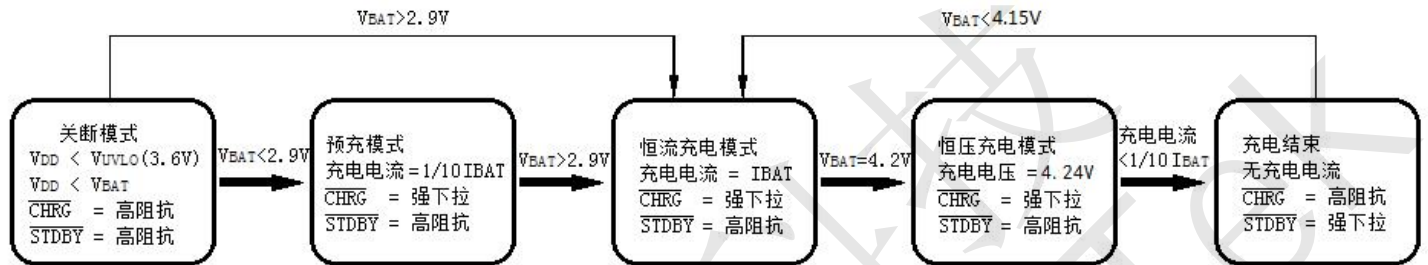 VBAT>2.9V
VBAT<4.15V
关断模式
VDD < VUVLO(3.6V)
VDD < VBAT
CHRG = 高阻抗
STDBY = 高阻抗
VBAT<2.9V
预充模式
充电电流=1/10IBAT
CHRG = 强下拉
STDBY = 高阻抗
VBAT>2.9V
恒流充电模式
充电电流 = IBAT
CHRG = 强下拉
STDBY = 高阻抗
VBAT=4.2V
恒压充电模式
充电电压 =4.24V
CHRG = 强下拉
STDBY = 高阻抗
充电电流
<1/10 IBAT
充电结束
无充电电流
CHRG = 高阻抗
STDBY = 强下拉